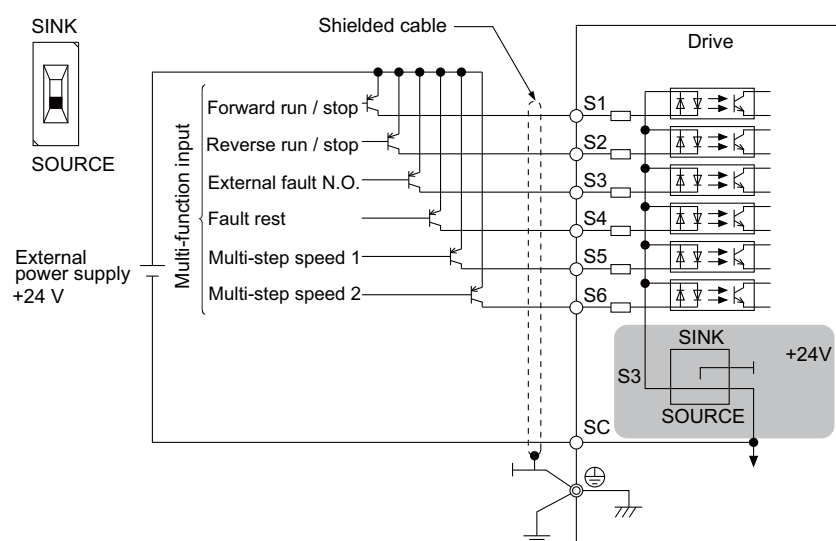 SINK
SOURCE
Shielded cable
Drive
Multi-function input
Forward run / stop
Reverse run / stop
External fault N.O.
Fault rest
Multi-step speed 1
Multi-step speed 2
External
power supply
+24 V
S1
S2
S3
S4
S5
S6
SINK
+24V
S3
SOURCE
SC